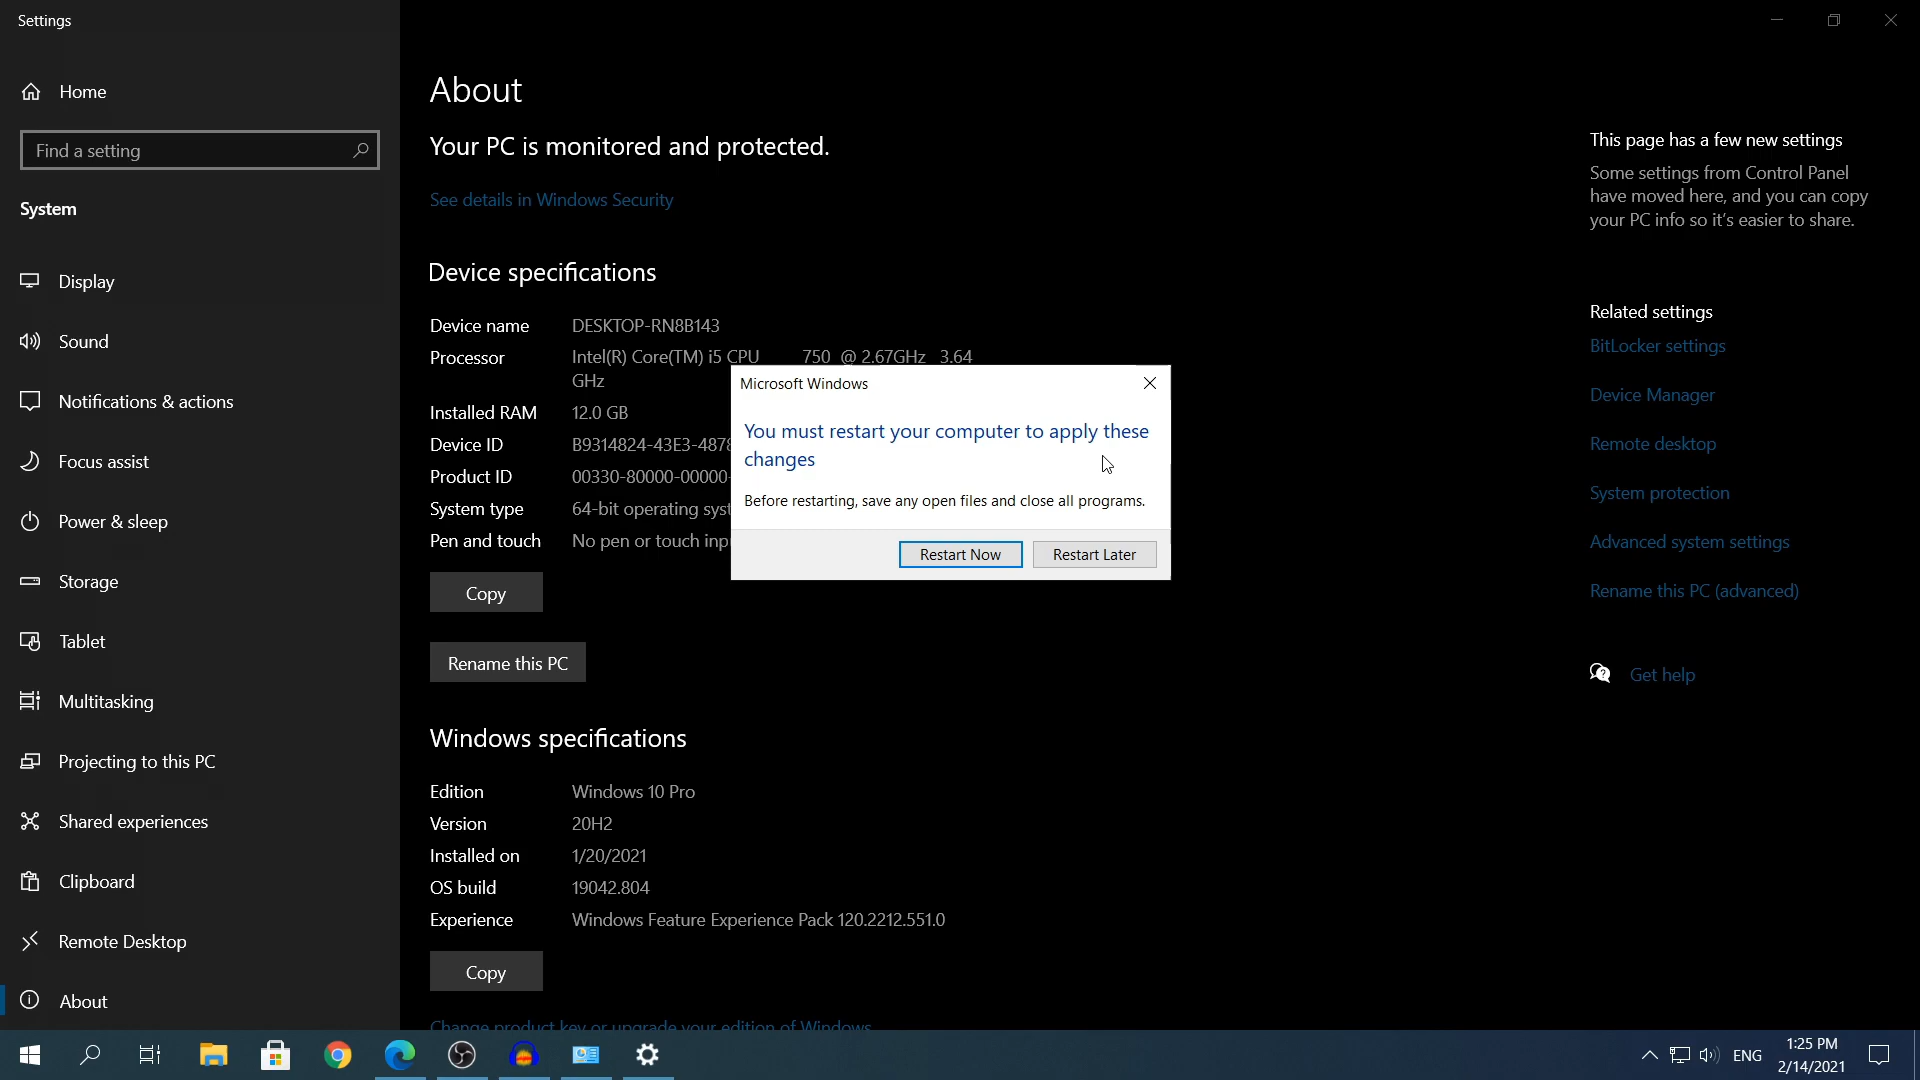 Settings
Home
Find a setting
System
Display
Sound
Notifications & actions
Focus assist
Power & sleep
Storage
Tablet
Multitasking
Projecting to this PC
Shared experiences
Clipboard
Remote Desktop
About
About
Your PC is monitored and protected.
See details in Windows Security
Device specifications
Device name DESKTOP-RN8B143
Processor Intel(R) Core(TM) i5 CPU 750 @ 2.67GHz 3.64
GHz
Installed RAM 12.0 GB
Device ID B9314824-43E3-4878
Product ID 00330-80000-00000-
System type 64-bit operating syst
Pen and touch No pen or touch inpu
Copy
Rename this PC
Windows specifications
Edition Windows 10 Pro
Version 20H2
Installed on 1/20/2021
OS build 19042.804
Experience Windows Feature Experience Pack 120.2212.551.0
Copy
Change product key or upgrade your edition of Windows
Microsoft Windows
You must restart your computer to apply these
changes
Before restarting, save any open files and close all programs.
Restart Now
Restart Later
This page has a few new settings
Some settings from Control Panel
have moved here, and you can copy
your PC info so it's easier to share.
Related settings
BitLocker settings
Device Manager
Remote desktop
System protection
Advanced system settings
Rename this PC (advanced)
Get help
ENG
1:25 PM
2/14/2021